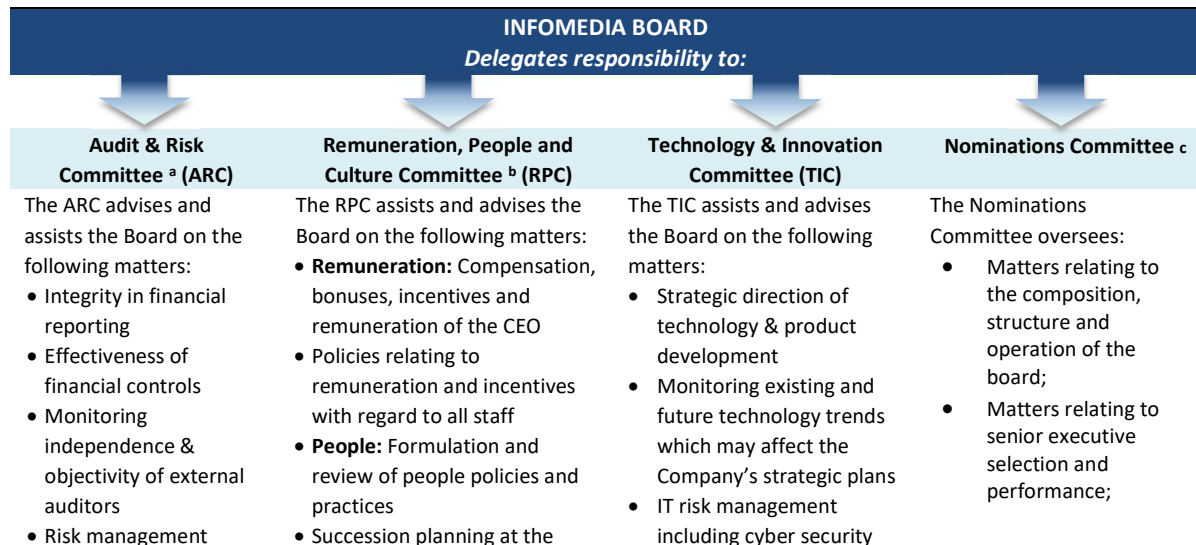 INFOMEDIA BOARD
Delegates responsibility to:
Audit & Risk
Committee ᵃ (ARC)
The ARC advises and
assists the Board on the
following matters:
• Integrity in financial
reporting
• Effectiveness of
financial controls
• Monitoring
independence &
objectivity of external
auditors
• Risk management
Remuneration, People and
Culture Committee ᵇ (RPC)
The RPC assists and advises the
Board on the following matters:
• Remuneration: Compensation,
bonuses, incentives and
remuneration of the CEO
• Policies relating to
remuneration and incentives
with regard to all staff
• People: Formulation and
review of people policies and
practices
• Succession planning at the
Technology & Innovation
Committee (TIC)
The TIC assists and advises
the Board on the following
matters:
• Strategic direction of
technology & product
development
• Monitoring existing and
future technology trends
which may affect the
Company’s strategic plans
• IT risk management
including cyber security
Nominations Committee c
The Nominations
Committee oversees:
• Matters relating to
the composition,
structure and
operation of the
board;
• Matters relating to
senior executive
selection and
performance;